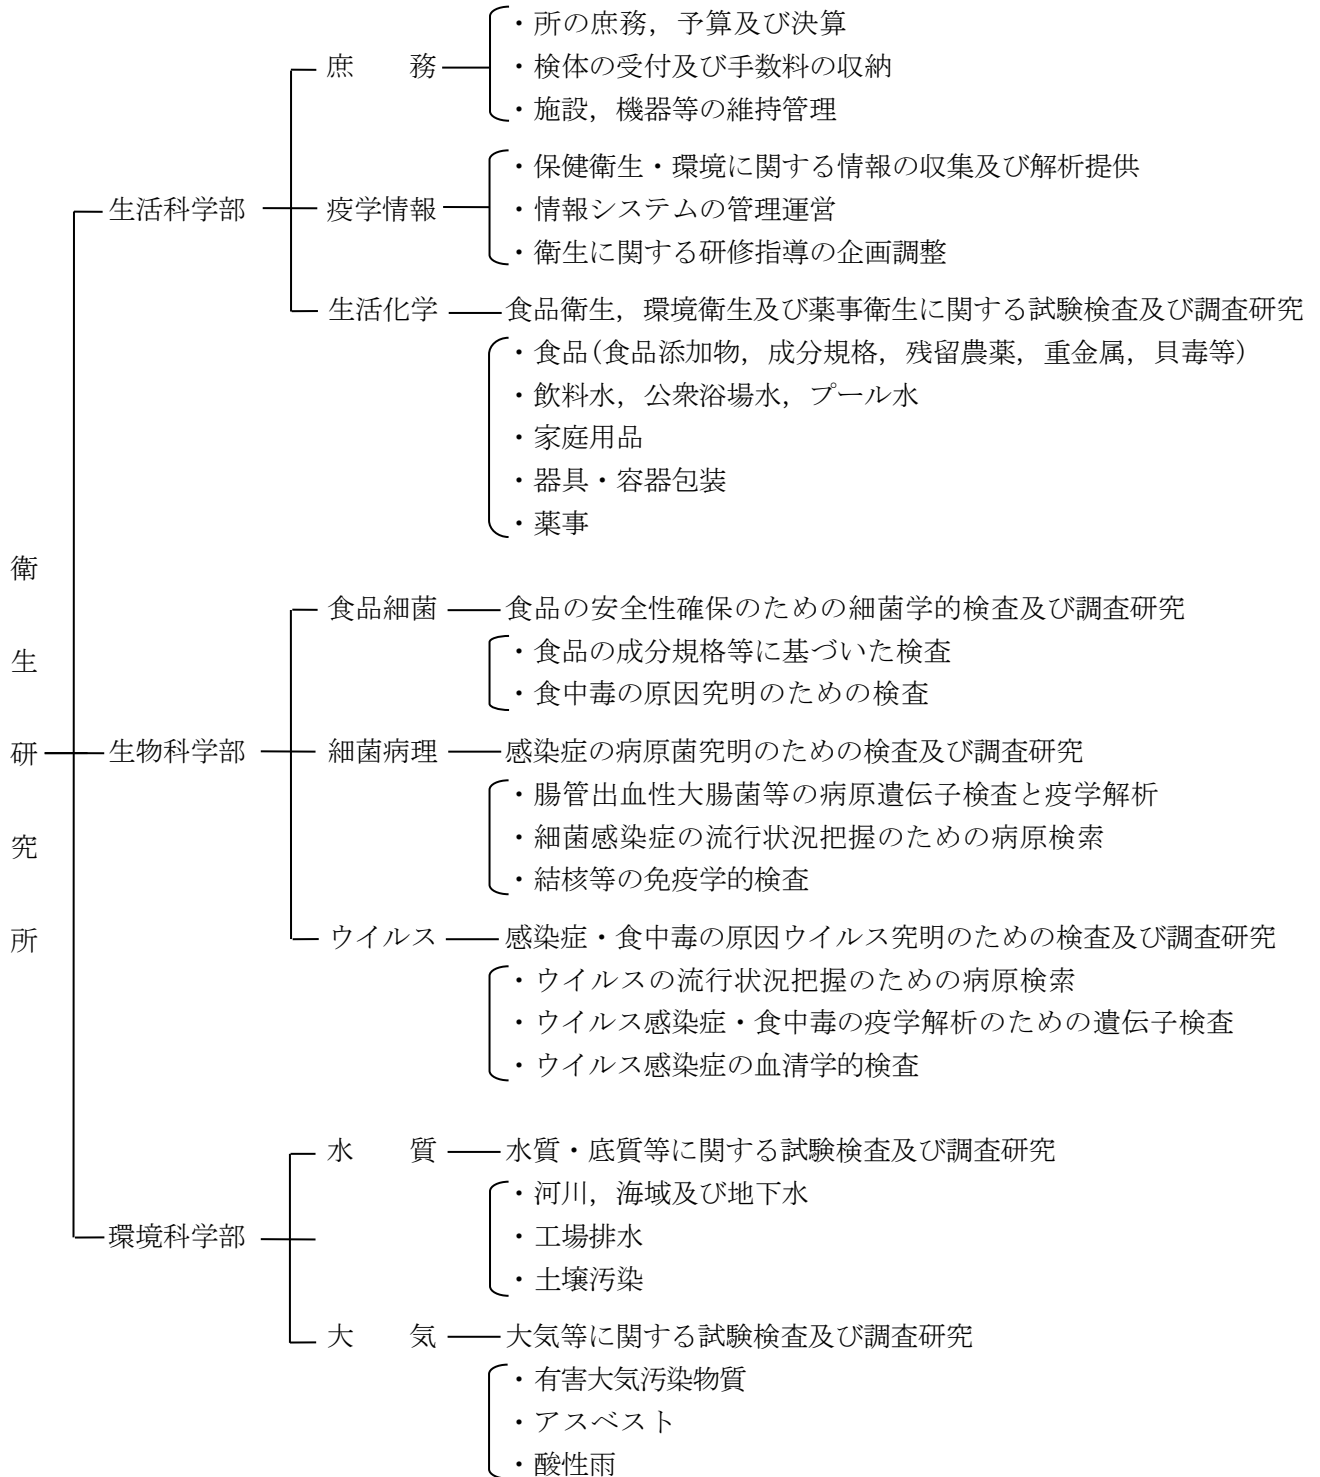 ・所の庶務，予算及び決算
庶　　務
・検体の受付及び手数料の収納
・施設，機器等の維持管理
・保健衛生・環境に関する情報の収集及び解析提供
生活科学部
疫学情報
・情報システムの管理運営
・衛生に関する研修指導の企画調整
生活化学
食品衛生，環境衛生及び薬事衛生に関する試験検査及び調査研究
・食品(食品添加物，成分規格，残留農薬，重金属，貝毒等)
・飲料水，公衆浴場水，プール水
・家庭用品
・器具・容器包装
・薬事
衛生研究所
食品細菌
食品の安全性確保のための細菌学的検査及び調査研究
・食品の成分規格等に基づいた検査
・食中毒の原因究明のための検査
生物科学部
細菌病理
感染症の病原菌究明のための検査及び調査研究
・腸管出血性大腸菌等の病原遺伝子検査と疫学解析
・細菌感染症の流行状況把握のための病原検索
・結核等の免疫学的検査
ウイルス
感染症・食中毒の原因ウイルス究明のための検査及び調査研究
・ウイルスの流行状況把握のための病原検索
・ウイルス感染症・食中毒の疫学解析のための遺伝子検査
・ウイルス感染症の血清学的検査
水　　質
水質・底質等に関する試験検査及び調査研究
・河川，海域及び地下水
環境科学部
・工場排水
・土壌汚染
大　　気
大気等に関する試験検査及び調査研究
・有害大気汚染物質
・アスベスト
・酸性雨